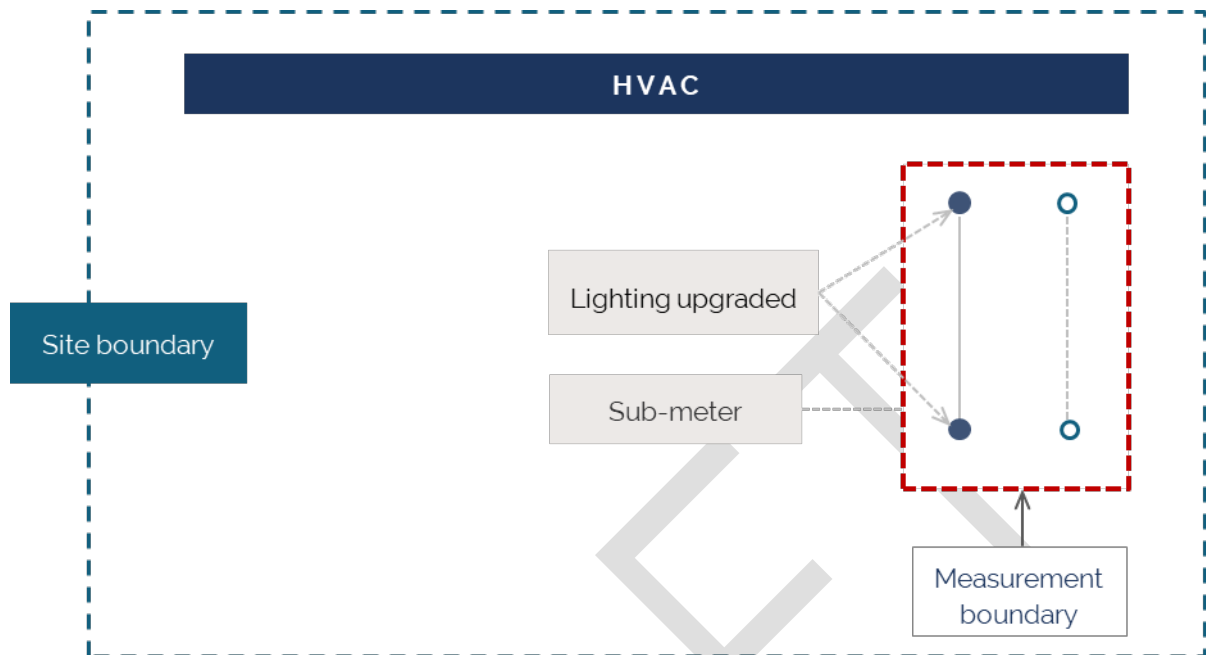 HVAC
Lighting upgraded
Site boundary
Sub-meter
Measurement
boundary